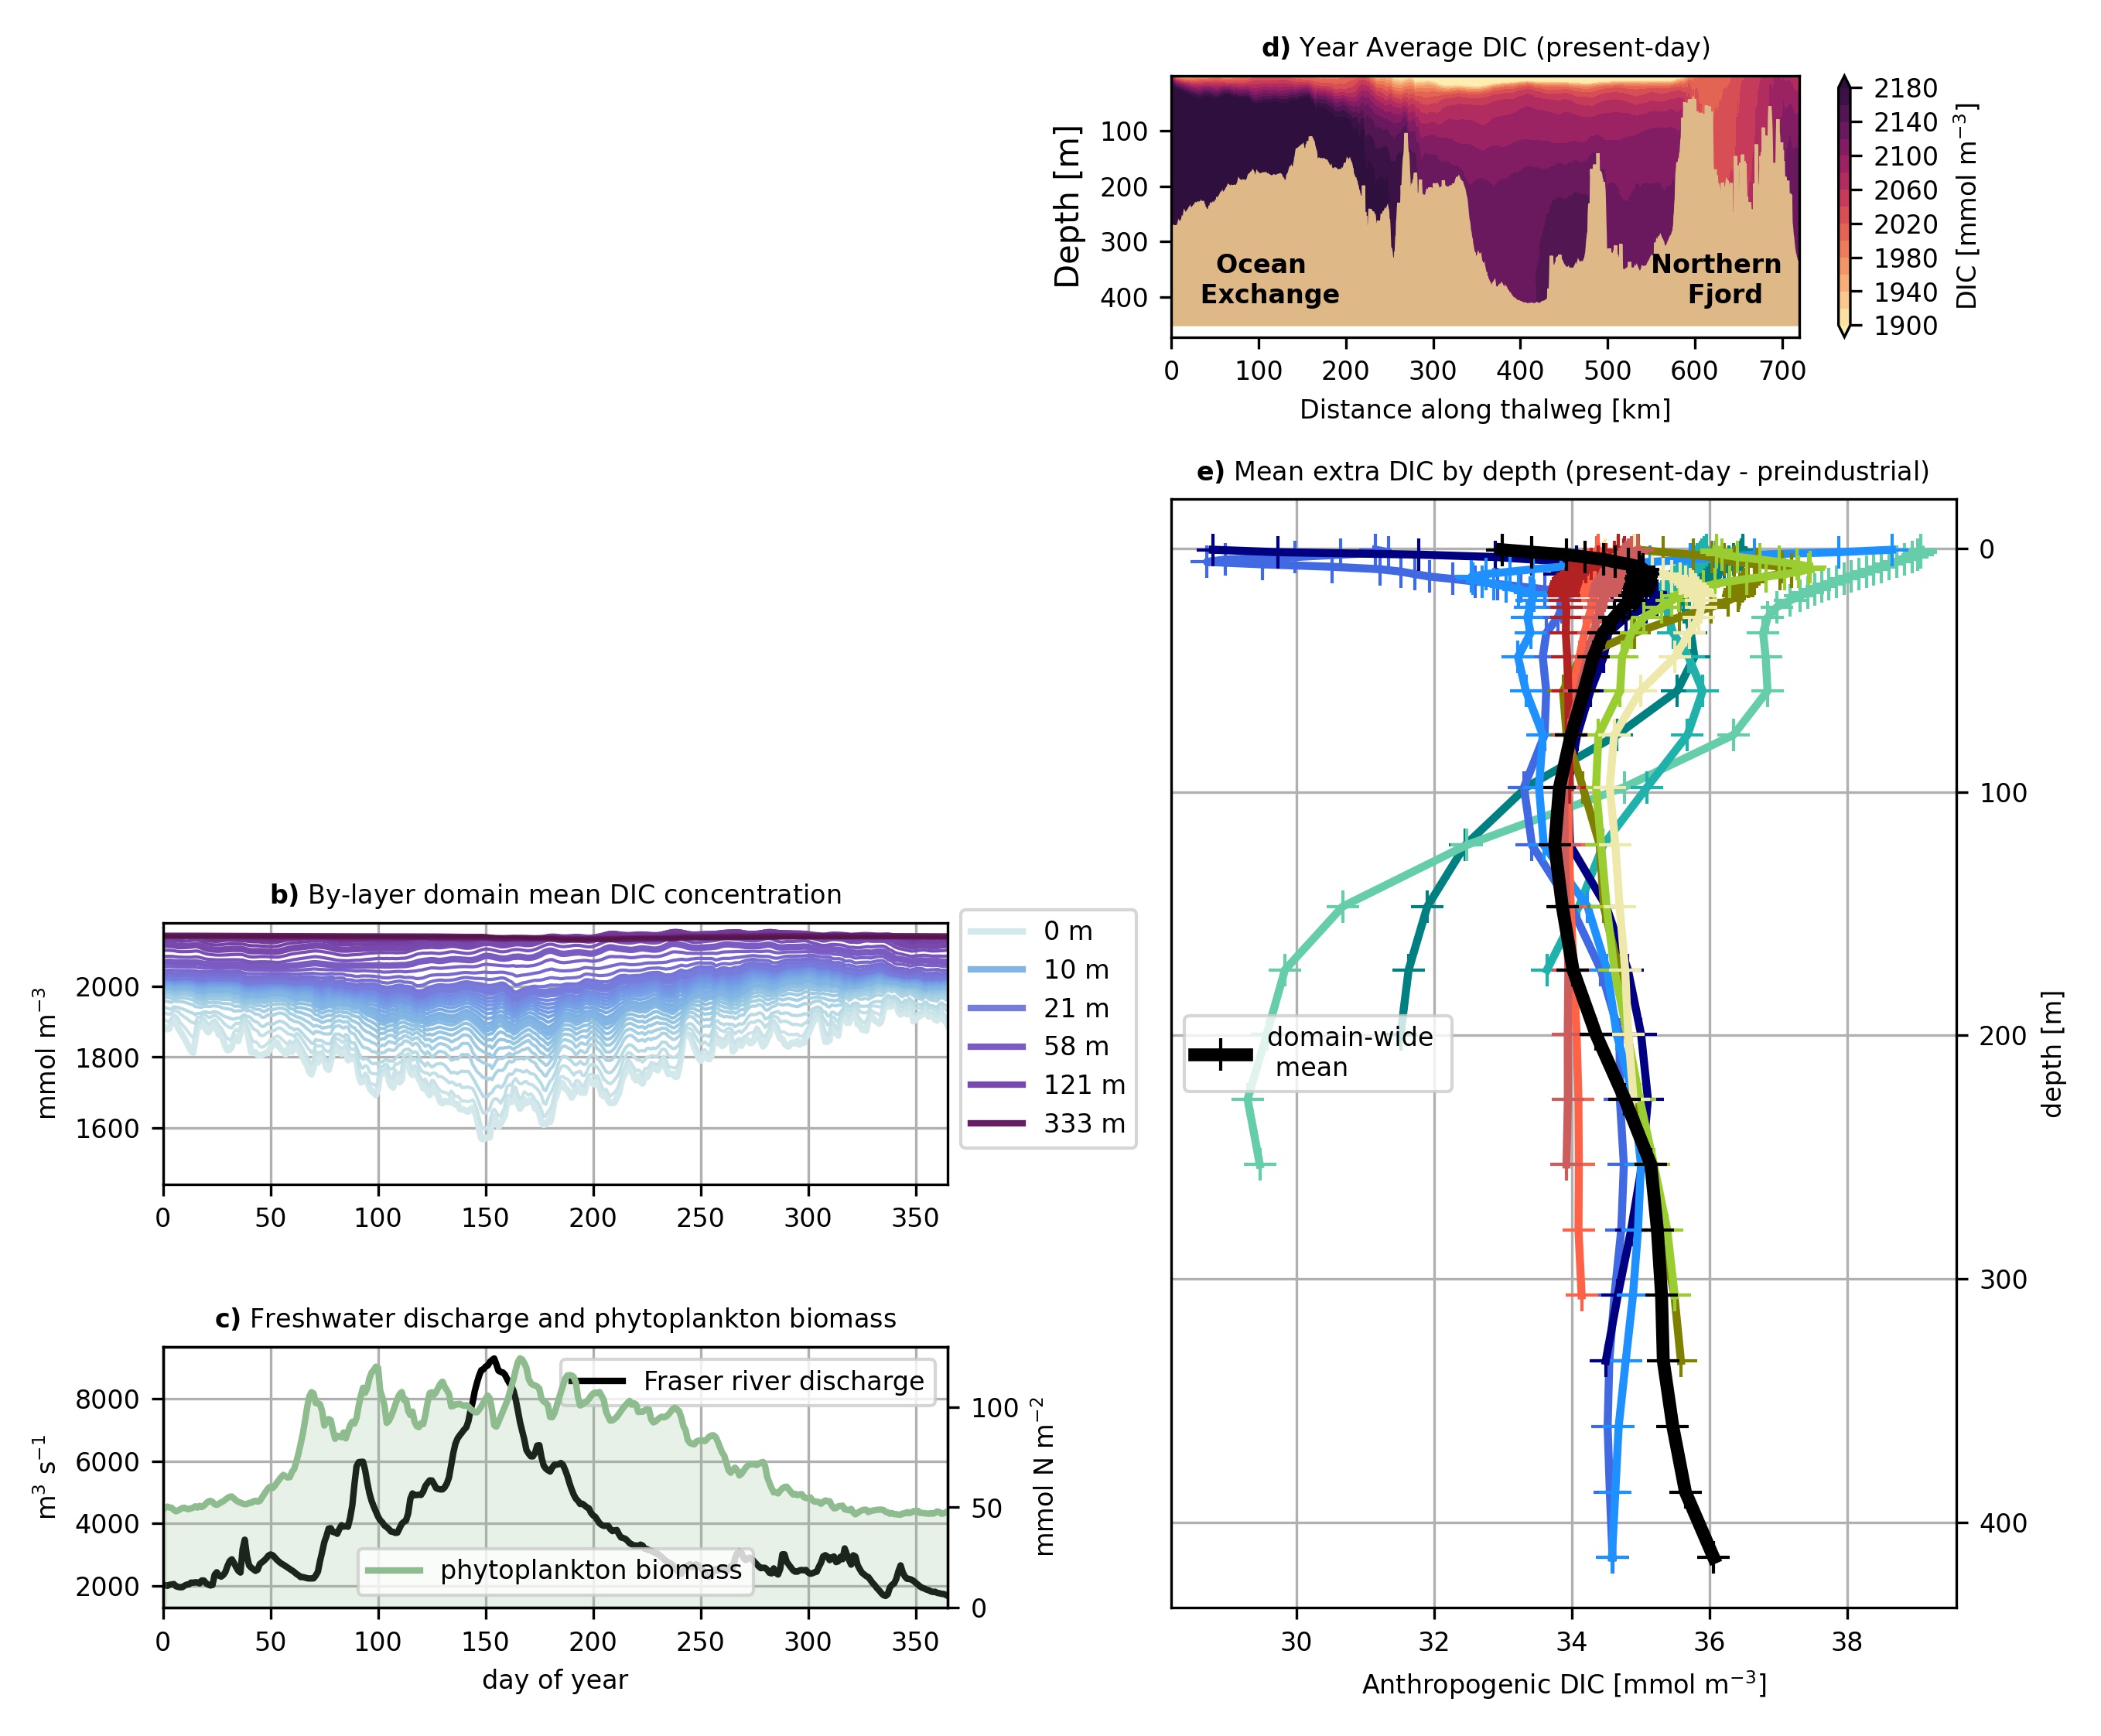 d) Year Average DIC (present-day)
Depth [m]
100
200
300
400
Ocean
Exchange
Northern
Fjord
0 100 200 300 400 500 600 700
Distance along thalweg [km]
2180
2140
2100
2060
2020
1980
1940
1900
DIC [mmol m⁻³]
e) Mean extra DIC by depth (present-day - preindustrial)
0
100
200
300
400
depth [m]
domain-wide
mean
30 32 34 36 38
Anthropogenic DIC [mmol m⁻³]
b) By-layer domain mean DIC concentration
mmol m⁻³
2000
1800
1600
0 50 100 150 200 250 300 350
0 m
10 m
21 m
58 m
121 m
333 m
c) Freshwater discharge and phytoplankton biomass
m³ s⁻¹
8000
6000
4000
2000
Fraser river discharge
phytoplankton biomass
100
50
0
mmol N m⁻²
0 50 100 150 200 250 300 350
day of year